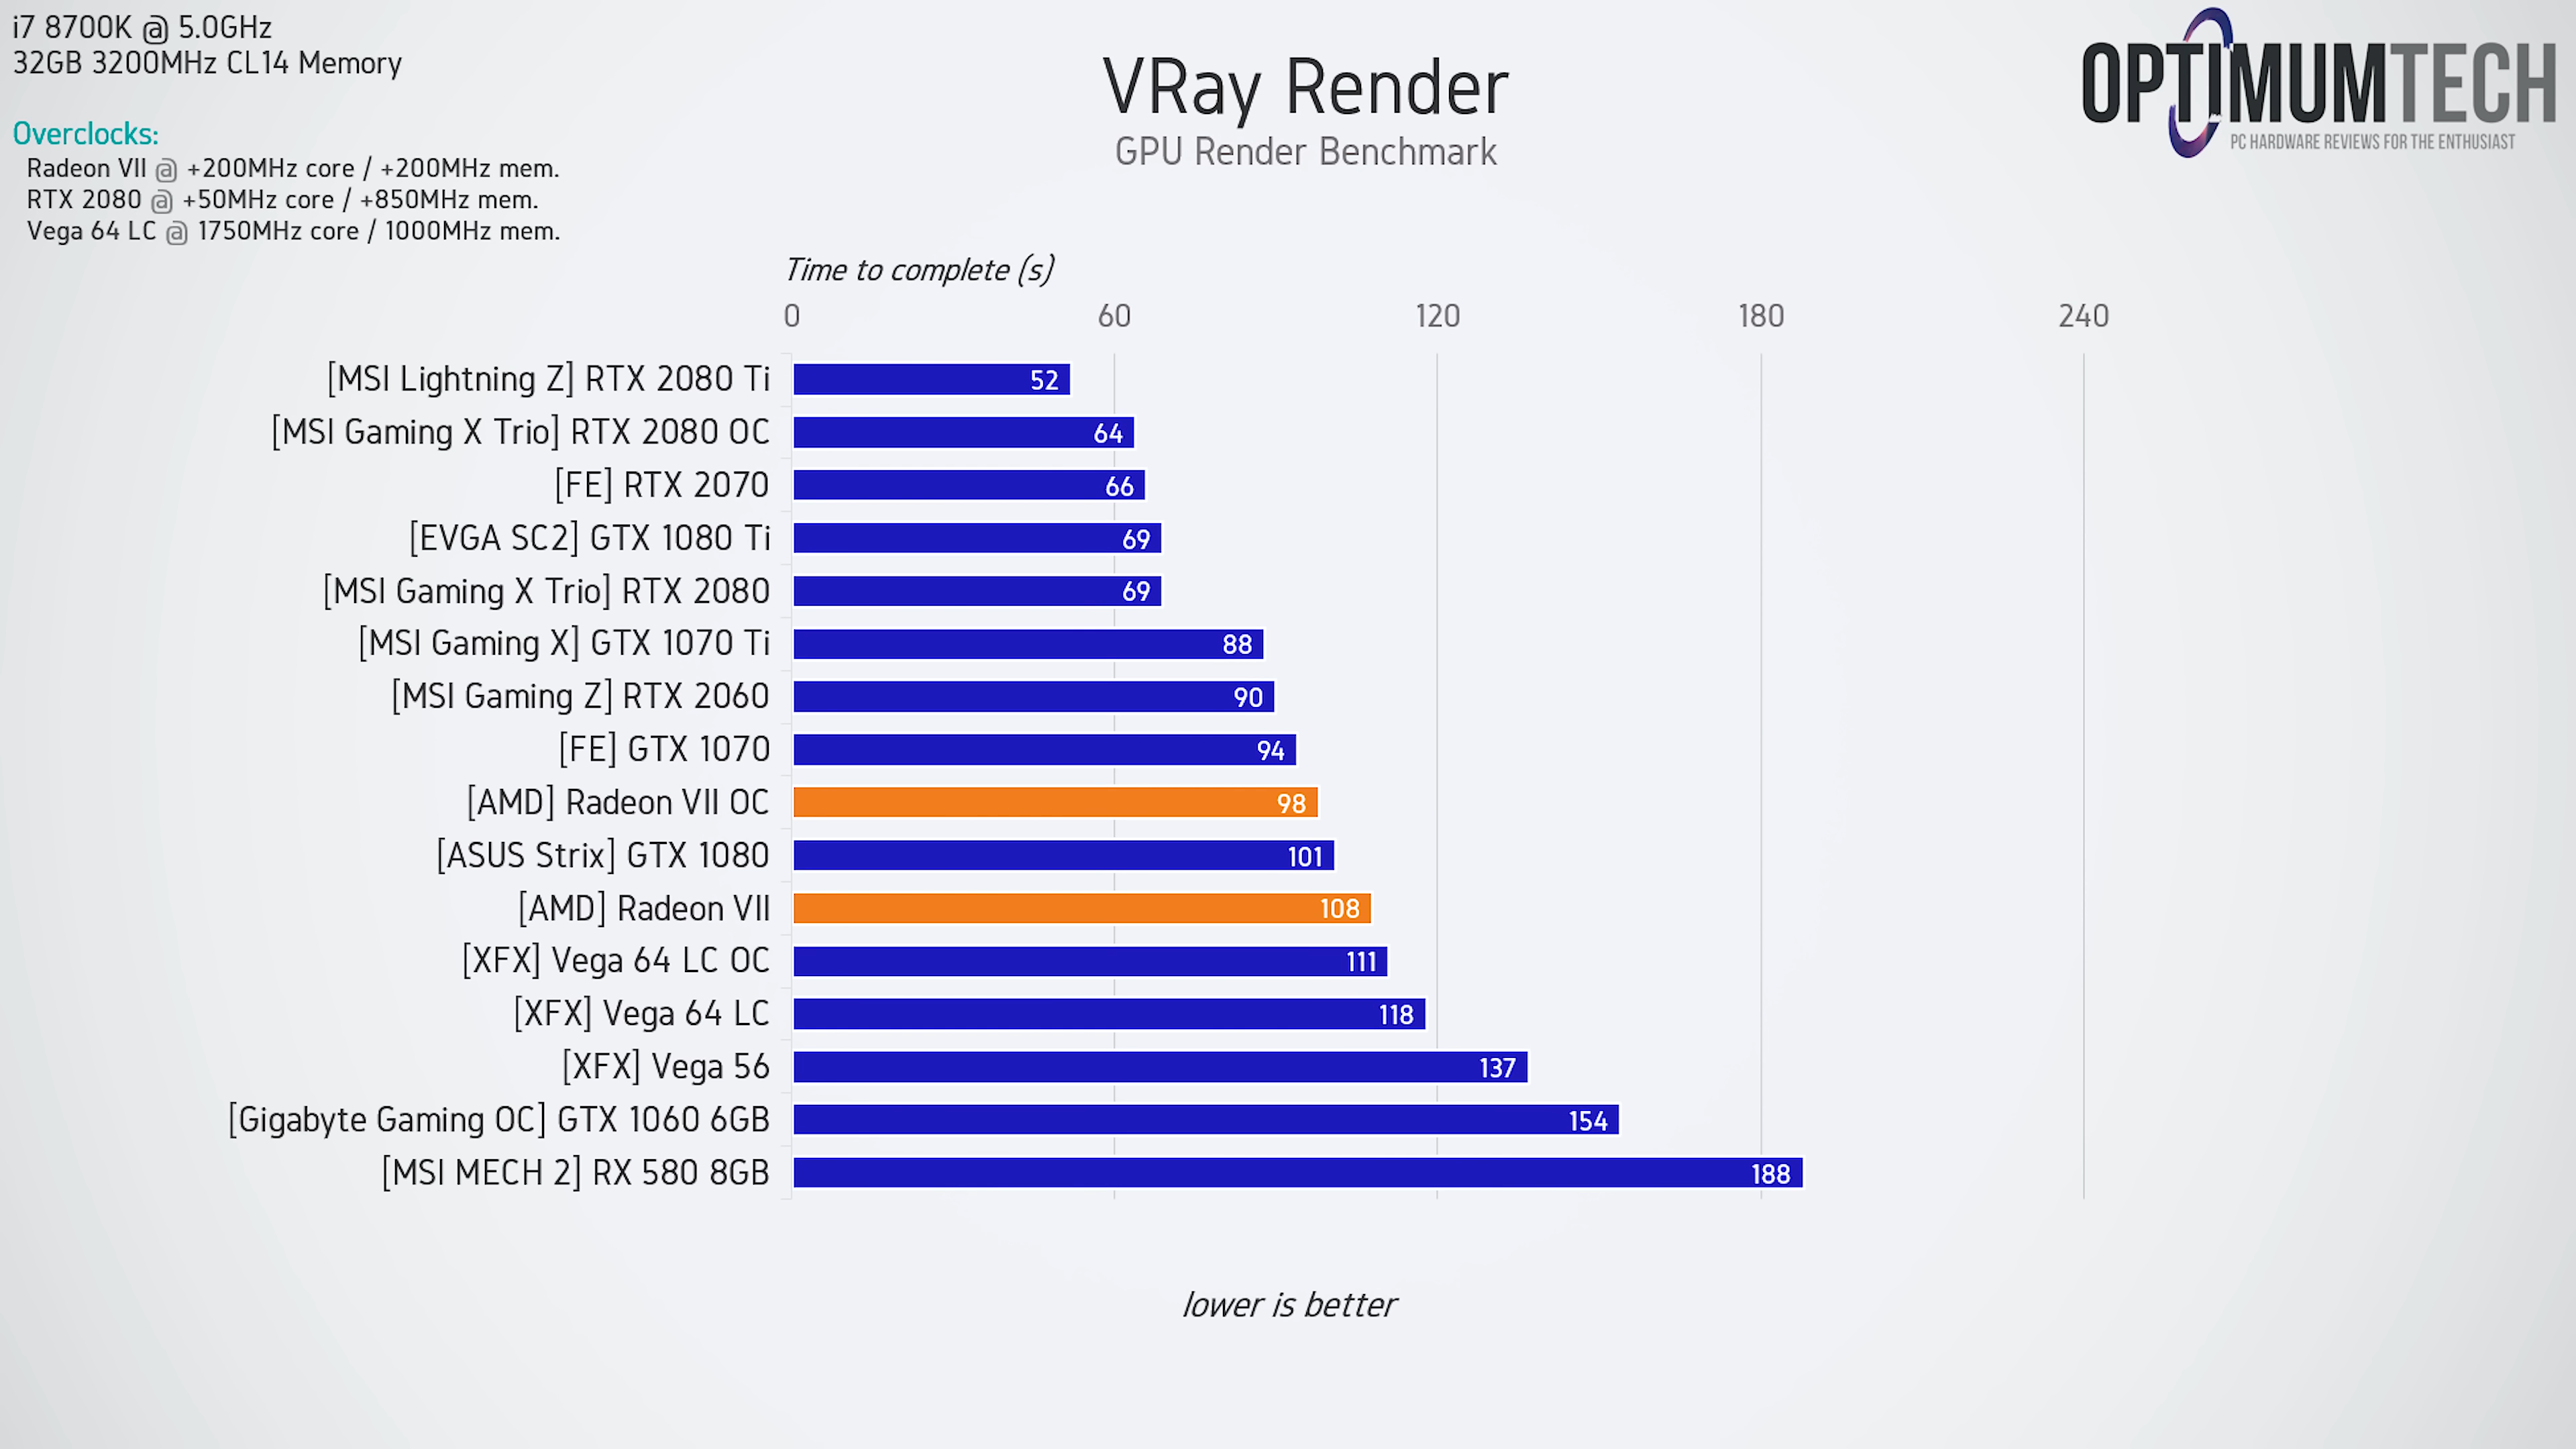 i7 8700K @ 5.0GHz
32GB 3200MHz CL14 Memory
Overclocks:
Radeon VII @ +200MHz core / +200MHz mem.
RTX 2080 @ +50MHz core / +850MHz mem.
Vega 64 LC @ 1750MHz core / 1000MHz mem.
VRay Render
GPU Render Benchmark
OPTIMUMTECH
PC HARDWARE REVIEWS FOR THE ENTHUSIAST
Time to complete (s)
0 60 120 180 240
[MSI Lightning Z] RTX 2080 Ti 52
[MSI Gaming X Trio] RTX 2080 OC 64
[FE] RTX 2070 66
[EVGA SC2] GTX 1080 Ti 69
[MSI Gaming X Trio] RTX 2080 69
[MSI Gaming X] GTX 1070 Ti 88
[MSI Gaming Z] RTX 2060 90
[FE] GTX 1070 94
[AMD] Radeon VII OC 98
[ASUS Strix] GTX 1080 101
[AMD] Radeon VII 108
[XFX] Vega 64 LC OC 111
[XFX] Vega 64 LC 118
[XFX] Vega 56 137
[Gigabyte Gaming OC] GTX 1060 6GB 154
[MSI MECH 2] RX 580 8GB 188
lower is better